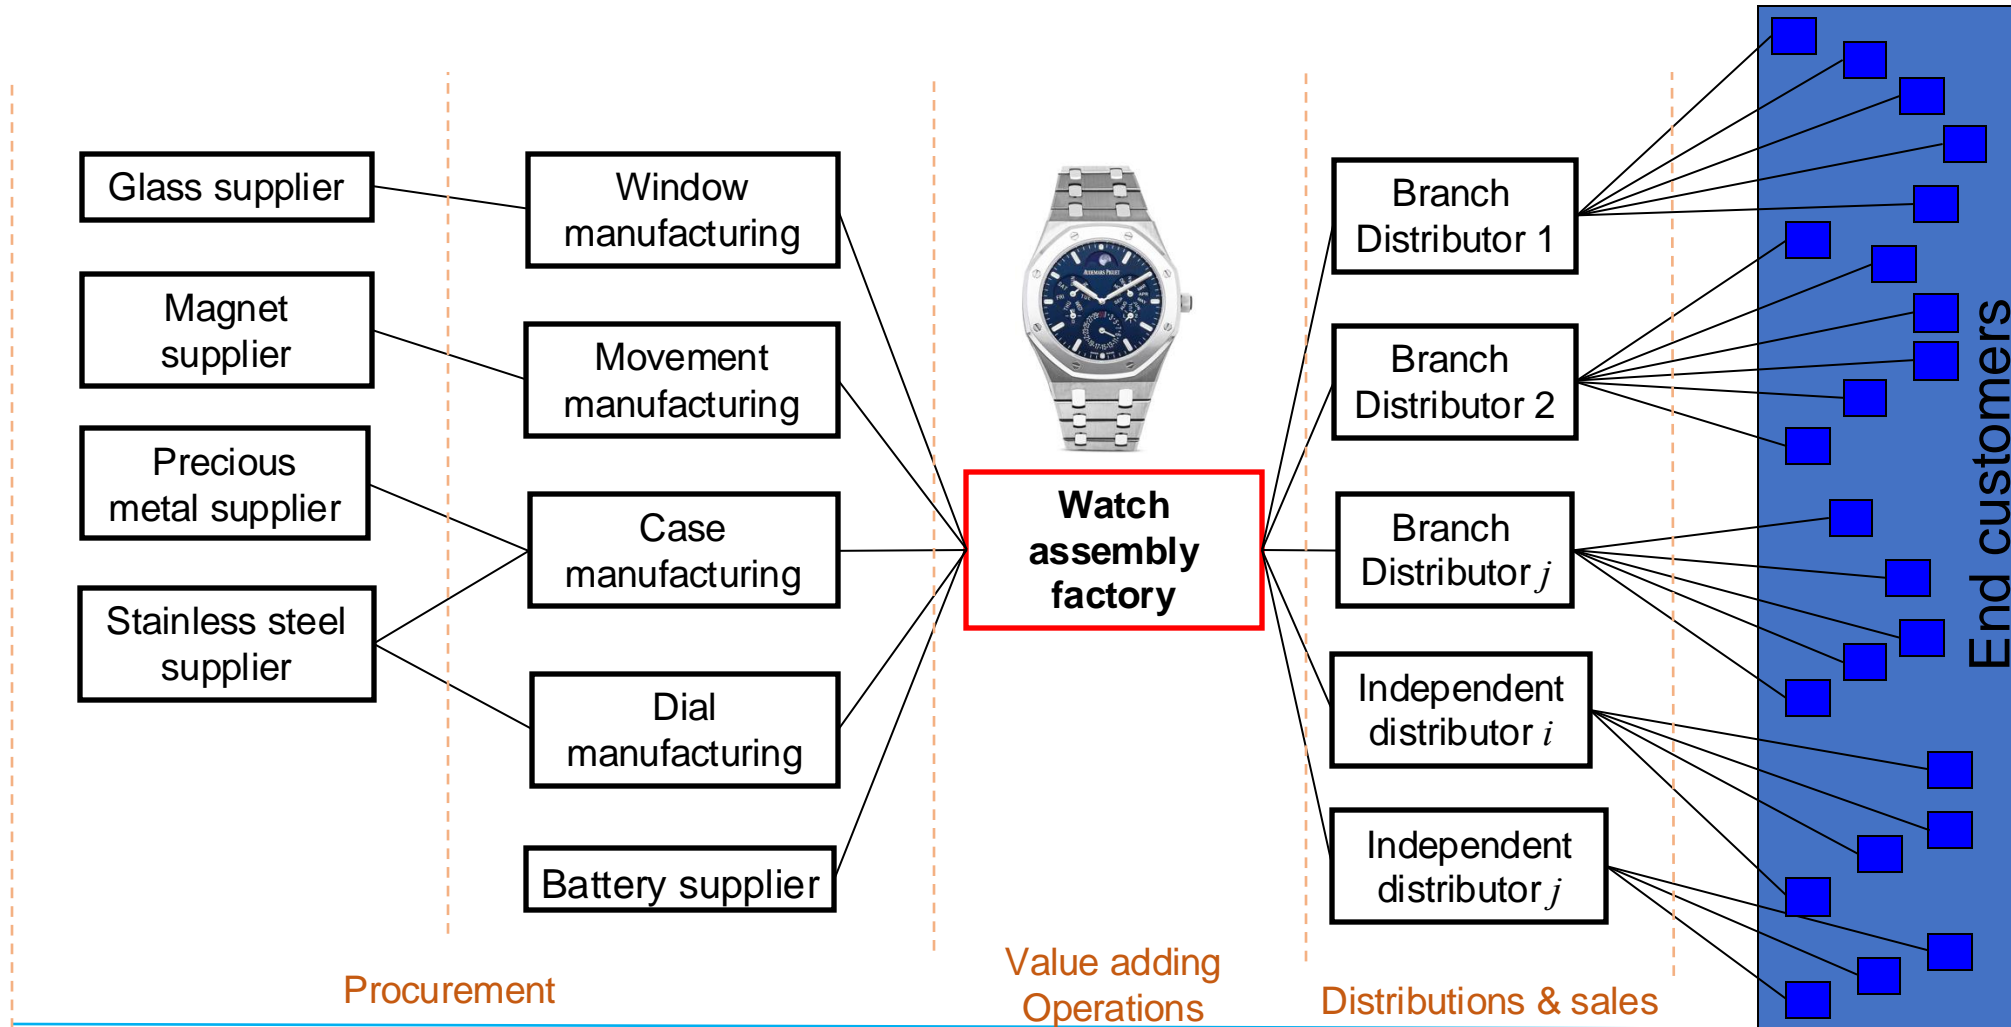 Glass supplier
Magnet
supplier
Precious
metal supplier
Stainless steel
supplier
Window
manufacturing
Movement
manufacturing
Case
manufacturing
Dial
manufacturing
Battery supplier
AUDEMARS PIGUET
Watch
assembly
factory
Branch
Distributor 1
Branch
Distributor 2
Branch
Distributor j
Independent
distributor i
Independent
distributor j
End customers
Procurement
Value adding
Operations
Distributions & sales